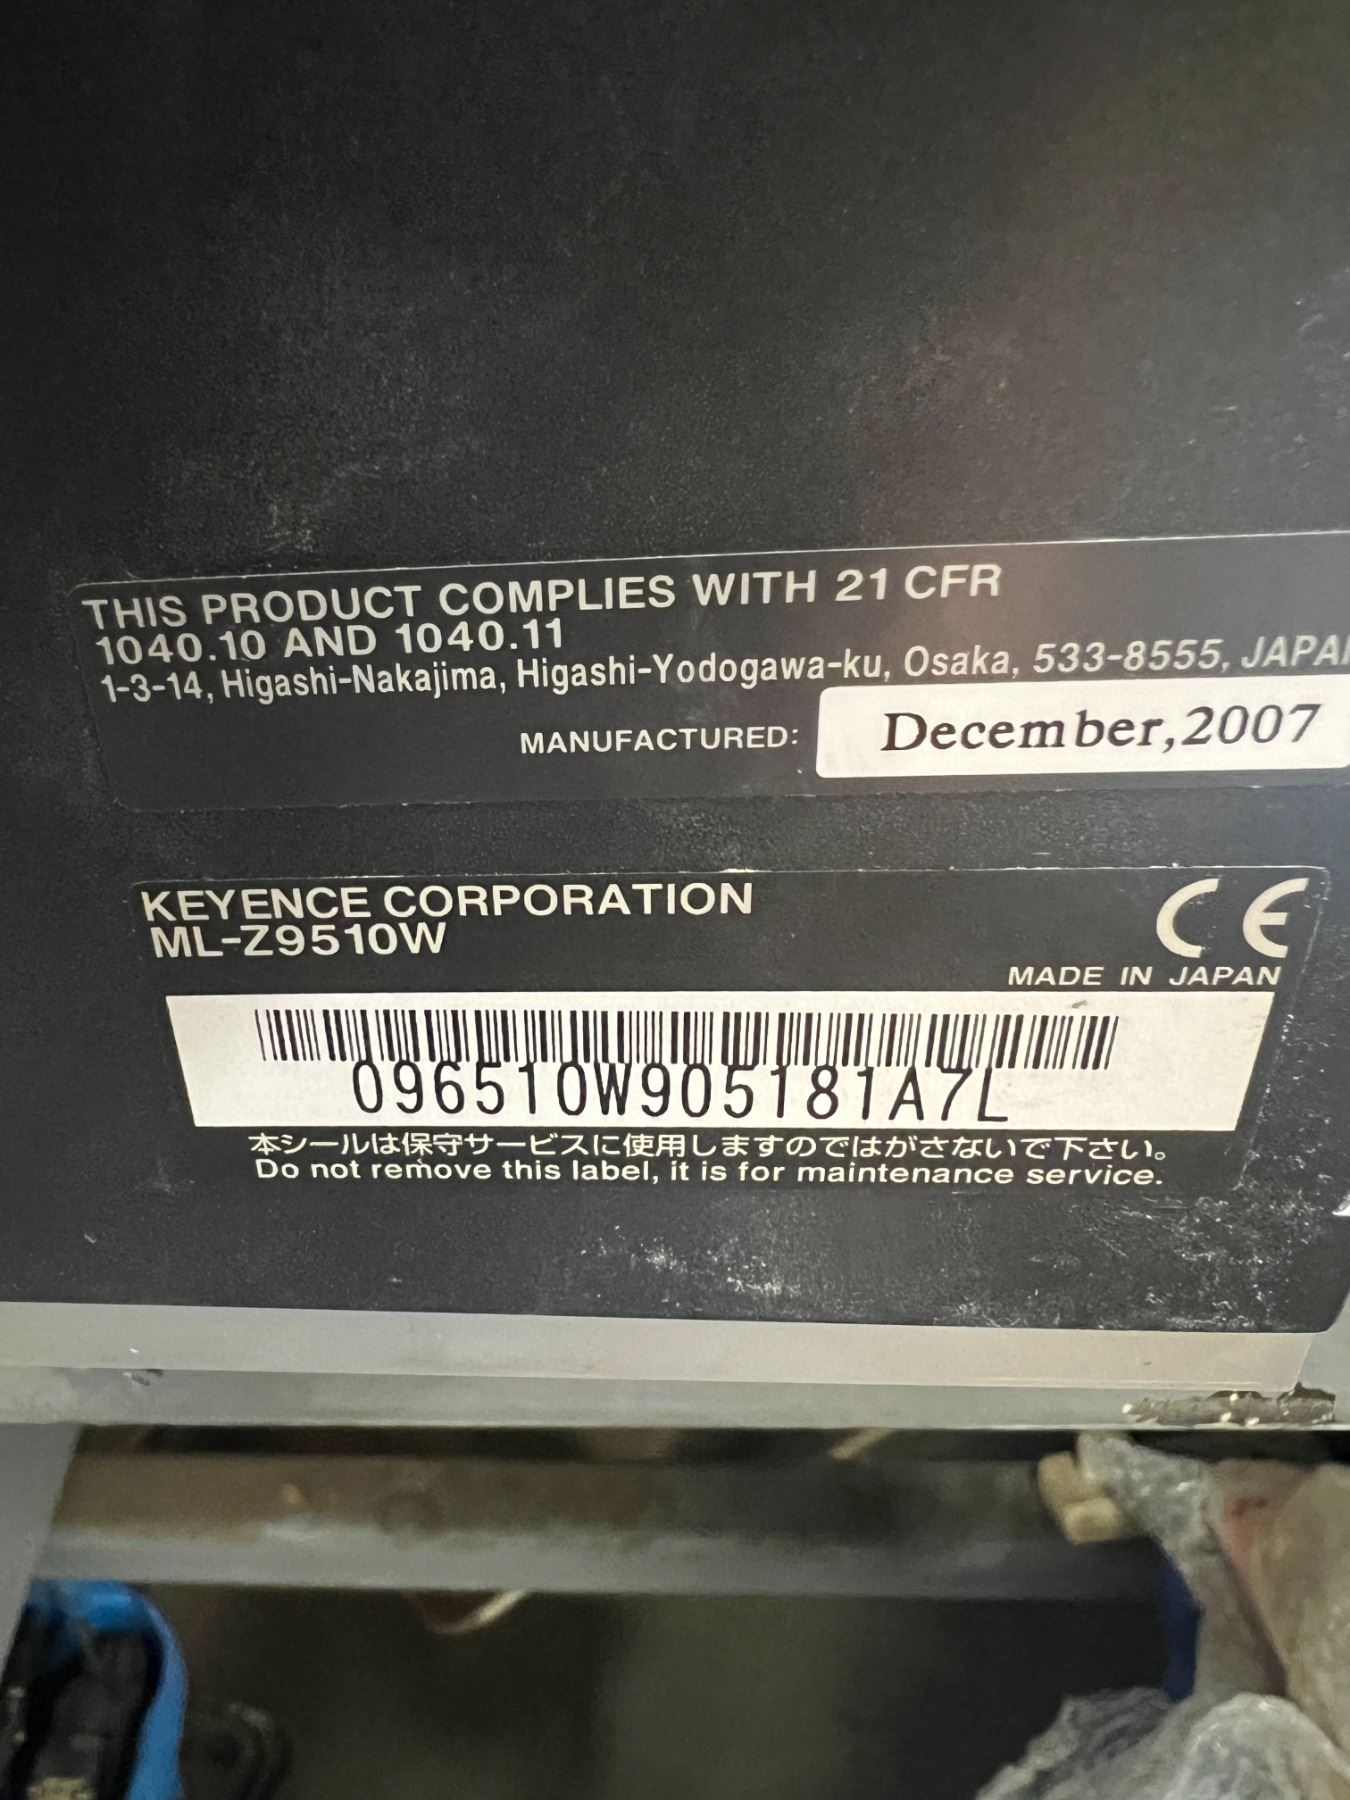 THIS PRODUCT COMPLIES WITH 21 CFR
1040.10 AND 1040.11
1-3-14, Higashi-Nakajima, Higashi-Yodogawa-ku, Osaka, 533-8555, JAPAN
MANUFACTURED: December,2007
KEYENCE CORPORATION
ML-Z9510W
CE
MADE IN JAPAN
096510W905181A7L
本シールは保守サービスに使用しますのではがさないで下さい。
Do not remove this label, it is for maintenance service.